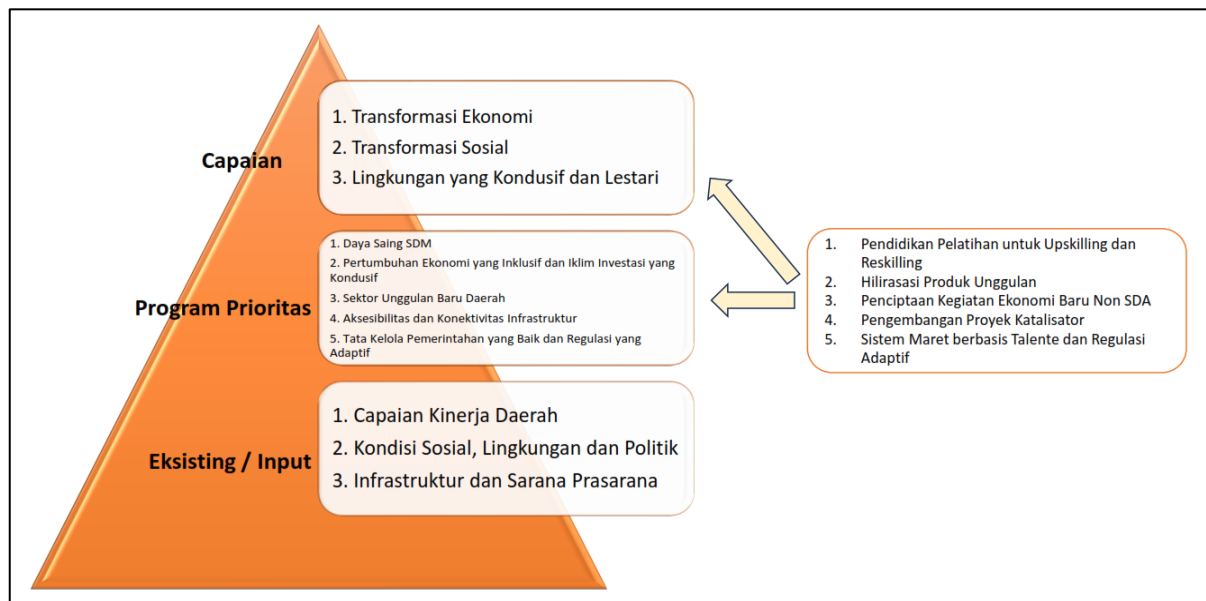 Capaian
1. Transformasi Ekonomi
2. Transformasi Sosial
3. Lingkungan yang Kondusif dan Lestari
Program Prioritas
1. Daya Saing SDM
2. Pertumbuhan Ekonomi yang Inklusif dan Iklim Investasi yang
Kondusif
3. Sektor Unggulan Baru Daerah
4. Aksesibilitas dan Konektivitas Infrastruktur
5. Tata Kelola Pemerintahan yang Baik dan Regulasi yang
Adaptif
Eksisting / Input
1. Capaian Kinerja Daerah
2. Kondisi Sosial, Lingkungan dan Politik
3. Infrastruktur dan Sarana Prasarana
1. Pendidikan Pelatihan untuk Upskilling dan
Reskilling
2. Hilirasasi Produk Unggulan
3. Penciptaan Kegiatan Ekonomi Baru Non SDA
4. Pengembangan Proyek Katalisator
5. Sistem Maret berbasis Talente dan Regulasi
Adaptif